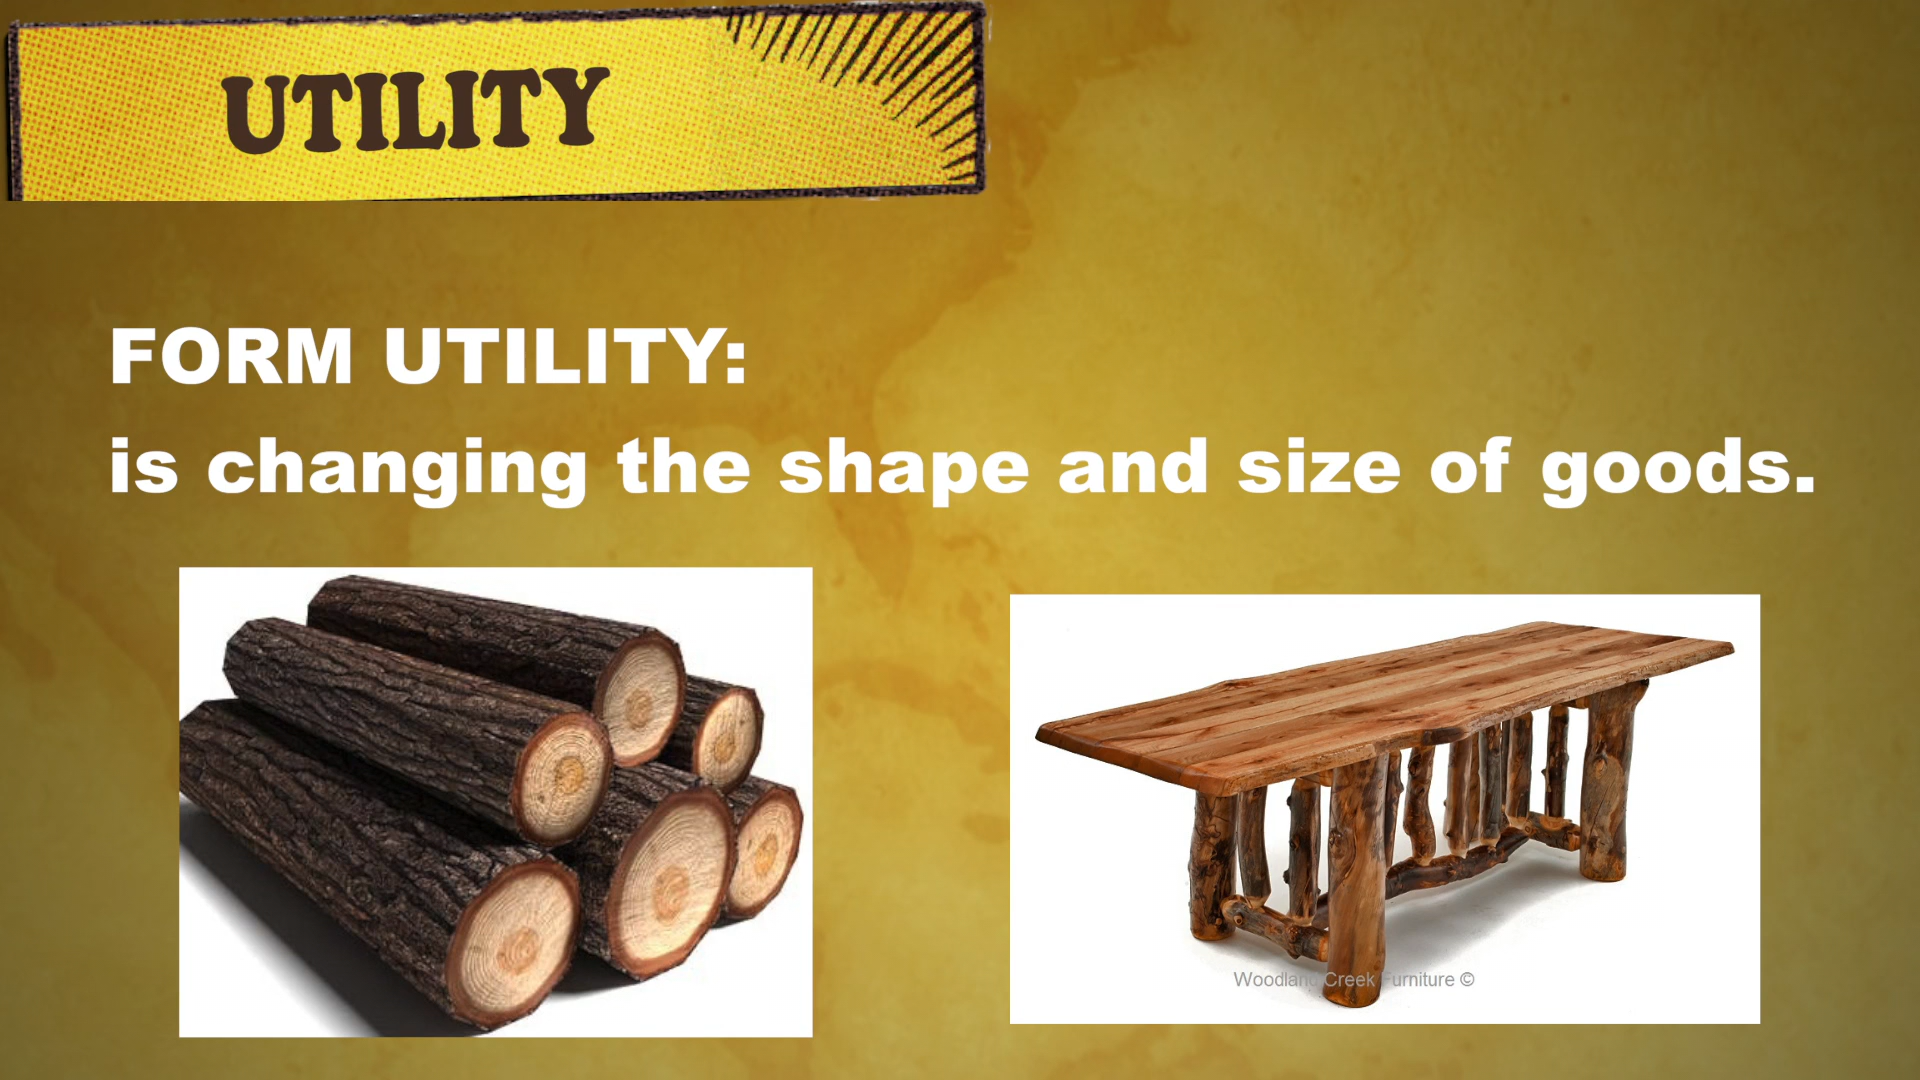 UTILITY
FORM UTILITY:
is changing the shape and size of goods.
Woodland Creek Furniture ©